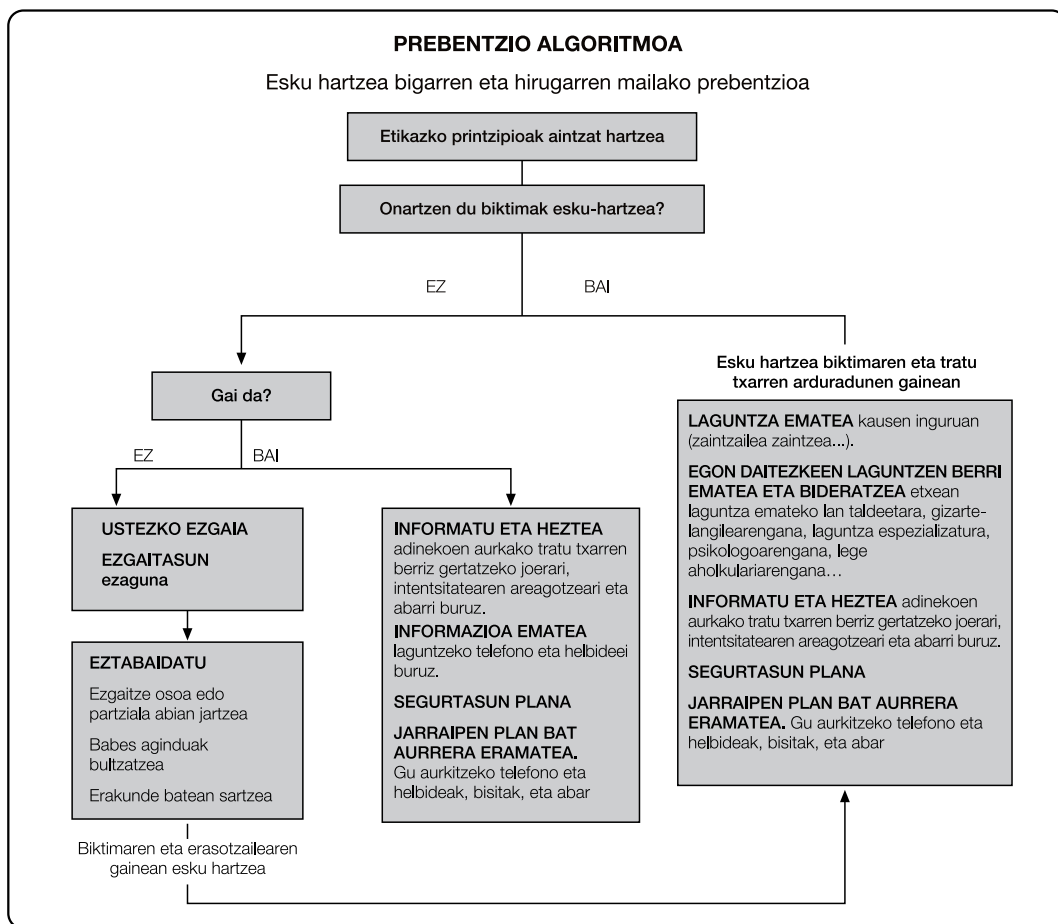 PREBENTZIO ALGORITMOA
Esku hartzea bigarren eta hirugarren mailako prebentzioa
Etikazko printzipioak aintzat hartzea
Onartzen du biktimak esku-hartzea?
EZ
BAI
Gai da?
EZ
BAI
USTEZKO EZGAIA
EZGAITASUN
ezaguna
EZTABAIDATU
Ezgaitze osoa edo
partziala abian jartzea
Babes aginduak
bultzatzea
Erakunde batean sartzea
Biktimaren eta erasotzailearen
gainean esku hartzea
INFORMATU ETA HEZTEA
adinekoen aurkako tratu txarren
berriz gertatzeko joerari,
intentsitatearen areagotzeari eta
abarri buruz.
INFORMAZIOA EMATEA
laguntzeko telefono eta helbideei
buruz.
SEGURTASUN PLANA
JARRAIPEN PLAN BAT
AURRERA ERAMATEA.
Gu aurkitzeko telefono eta
helbideak, bisitak, eta abar
Esku hartzea biktimaren eta tratu
txarren arduradunen gainean
LAGUNTZA EMATEA kausen inguruan
(zaintzailea zaintzea...).
EGON DAITEZKEEN LAGUNTZEN BERRI
EMATEA ETA BIDERATZEA etxean
laguntza emateko lan taldeetara, gizarte-
langilearengana, laguntza espezializatura,
psikologoarengana, lege
aholkulariarengana…
INFORMATU ETA HEZTEA adinekoen
aurkako tratu txarren berriz gertatzeko joerari,
intentsitatearen areagotzeari eta abarri buruz.
SEGURTASUN PLANA
JARRAIPEN PLAN BAT AURRERA
ERAMATEA. Gu aurkitzeko telefono eta
helbideak, bisitak, eta abar